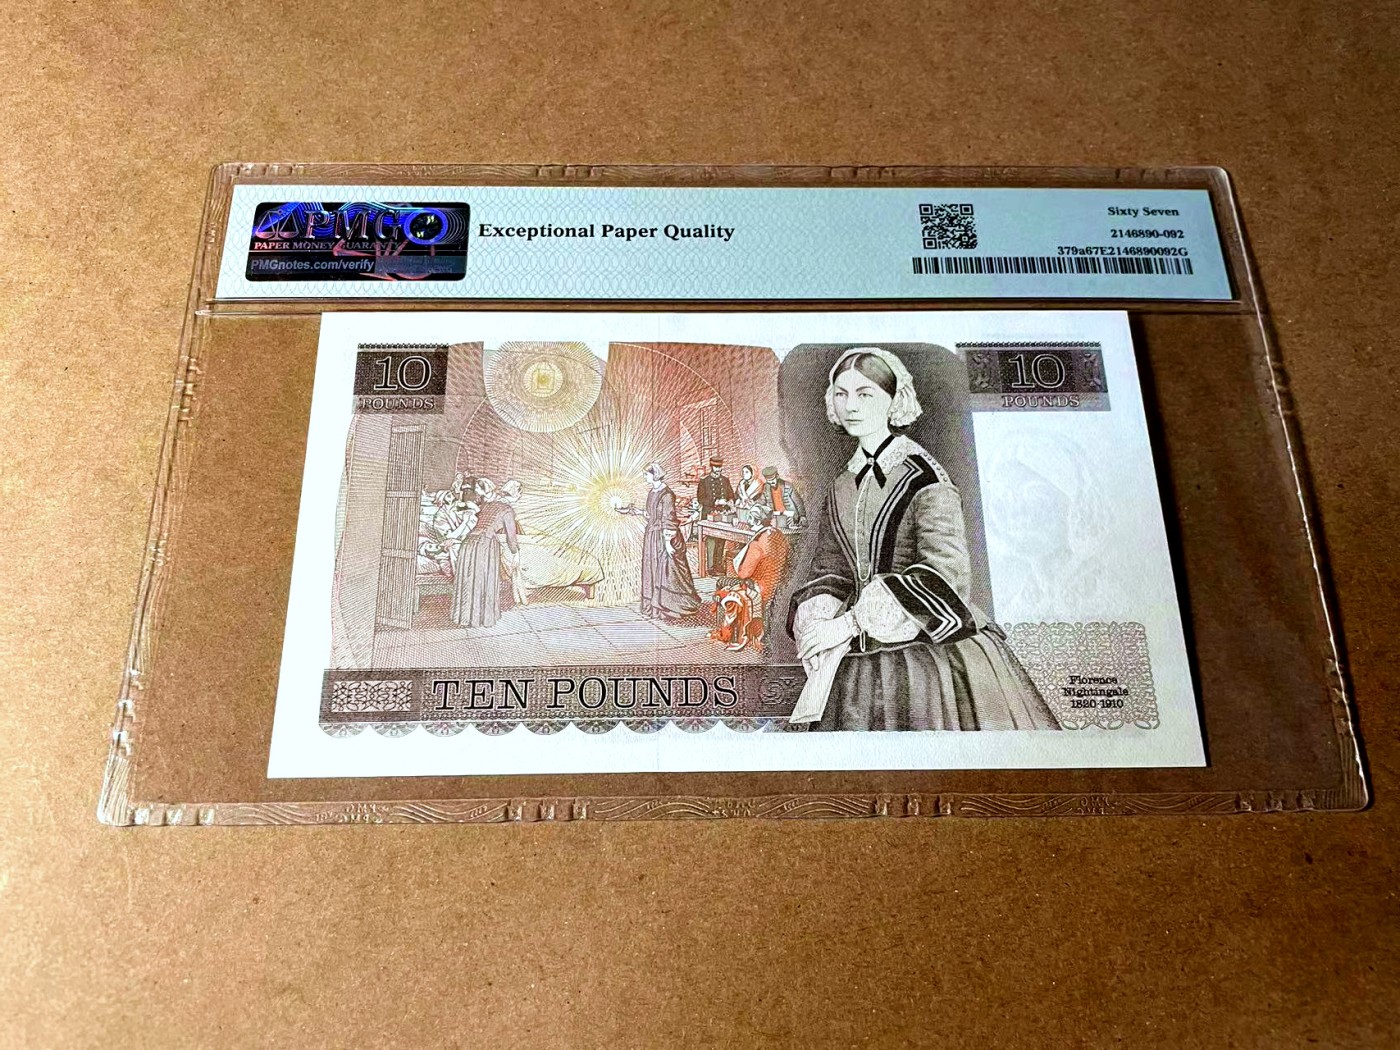 PMG
PAPER MONEY GUARANTY
PMGnotes.com/verify
Exceptional Paper Quality
Sixty Seven
2146890-092
379a67E2146890092G
10
POUNDS
10
POUNDS
TEN POUNDS
Florence
Nightingale
1820-1910